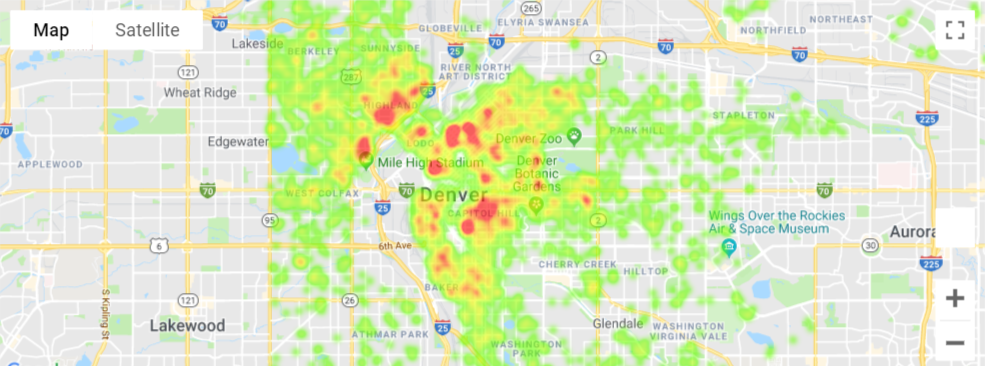 Map
Satellite
265
ELYRIA SWANSEA
NORTHEAST
70
GLOBEVILLE
NORTHFIELD
Lakeside
BERKELEY
SUNNYSIDE
25
70
70
70
2
RIVER NORTH
ART DISTRICT
121
287
Wheat Ridge
25
HIGHLAND
STAPLETON
225
70
Edgewater
LODO
Denver Zoo
PARK HILL
APPLEWOOD
Mile High Stadium
Denver
Botanic
Gardens
70
WEST COLFAX
70
Denver
70
25
CAPITOL HILL
95
2
Wings Over the Rockies
Air & Space Museum
6
6th Ave
30
Aurora
225
CHERRY CREEK
HILLTOP
S Kipling St
121
26
BAKER
+
Lakewood
25
ATHMAR PARK
Glendale
WASHINGTON
VIRGINIA VALE
WASHINGTON
PARK
−